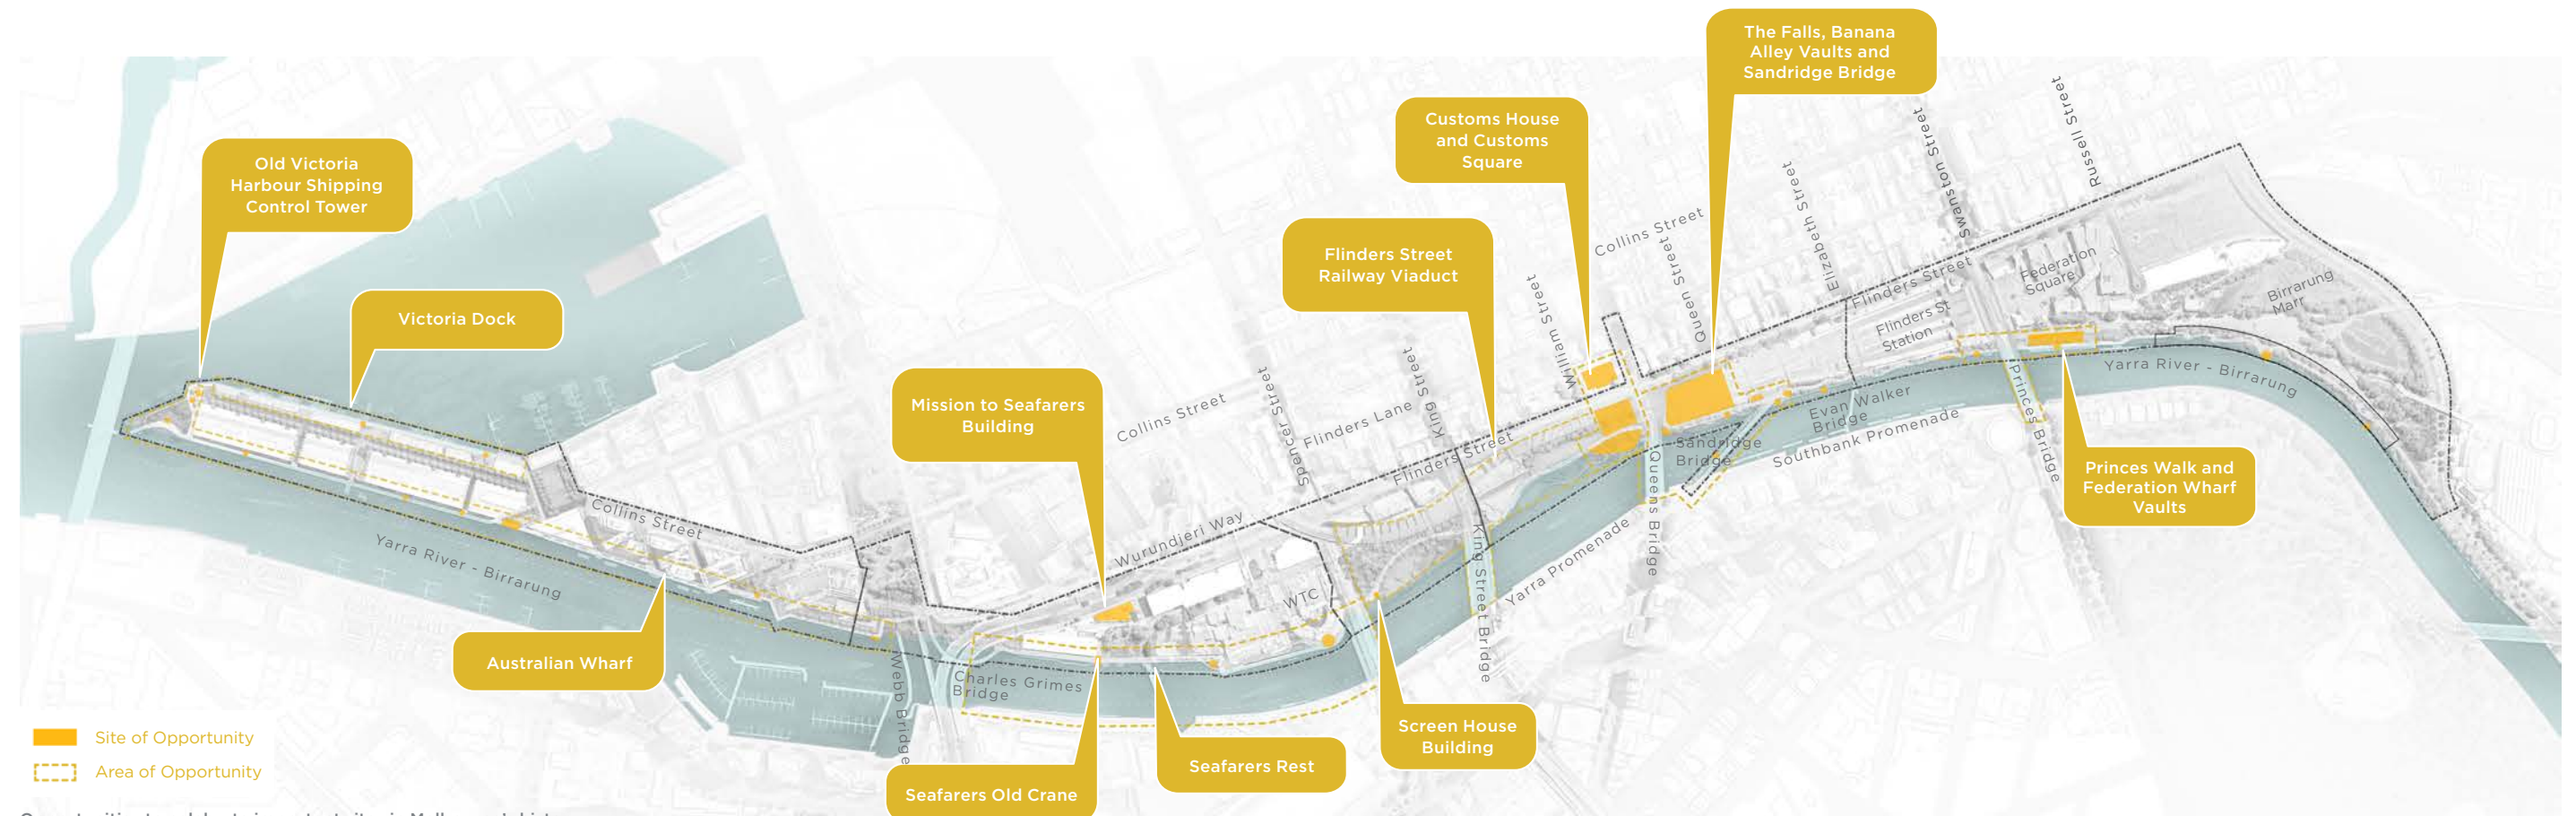 The Falls, Banana
Alley Vaults and
Sandridge Bridge
Customs House
and Customs
Square
Old Victoria
Harbour Shipping
Control Tower
Flinders Street
Railway Viaduct
Victoria Dock
Mission to Seafarers
Building
Russell Street
Swanston Street
Elizabeth Street
Collins Street
Queen Street
William Street
Flinders Street
Federation
Square
Birrarung
Marr
Flinders St
Station
Yarra River - Birrarung
Princes Bridge
Evan Walker
Bridge
Southbank Promenade
Sandridge
Bridge
Queens Bridge
King Street
Flinders Lane
Spencer Street
Collins Street
Flinders Street
Wurundjeri Way
King Street Bridge
Yarra Promenade
WTC
Collins Street
Yarra River - Birrarung
Webb Bridge
Charles Grimes
Bridge
Princes Walk and
Federation Wharf
Vaults
Australian Wharf
Screen House
Building
Seafarers Rest
Seafarers Old Crane
Site of Opportunity
Area of Opportunity